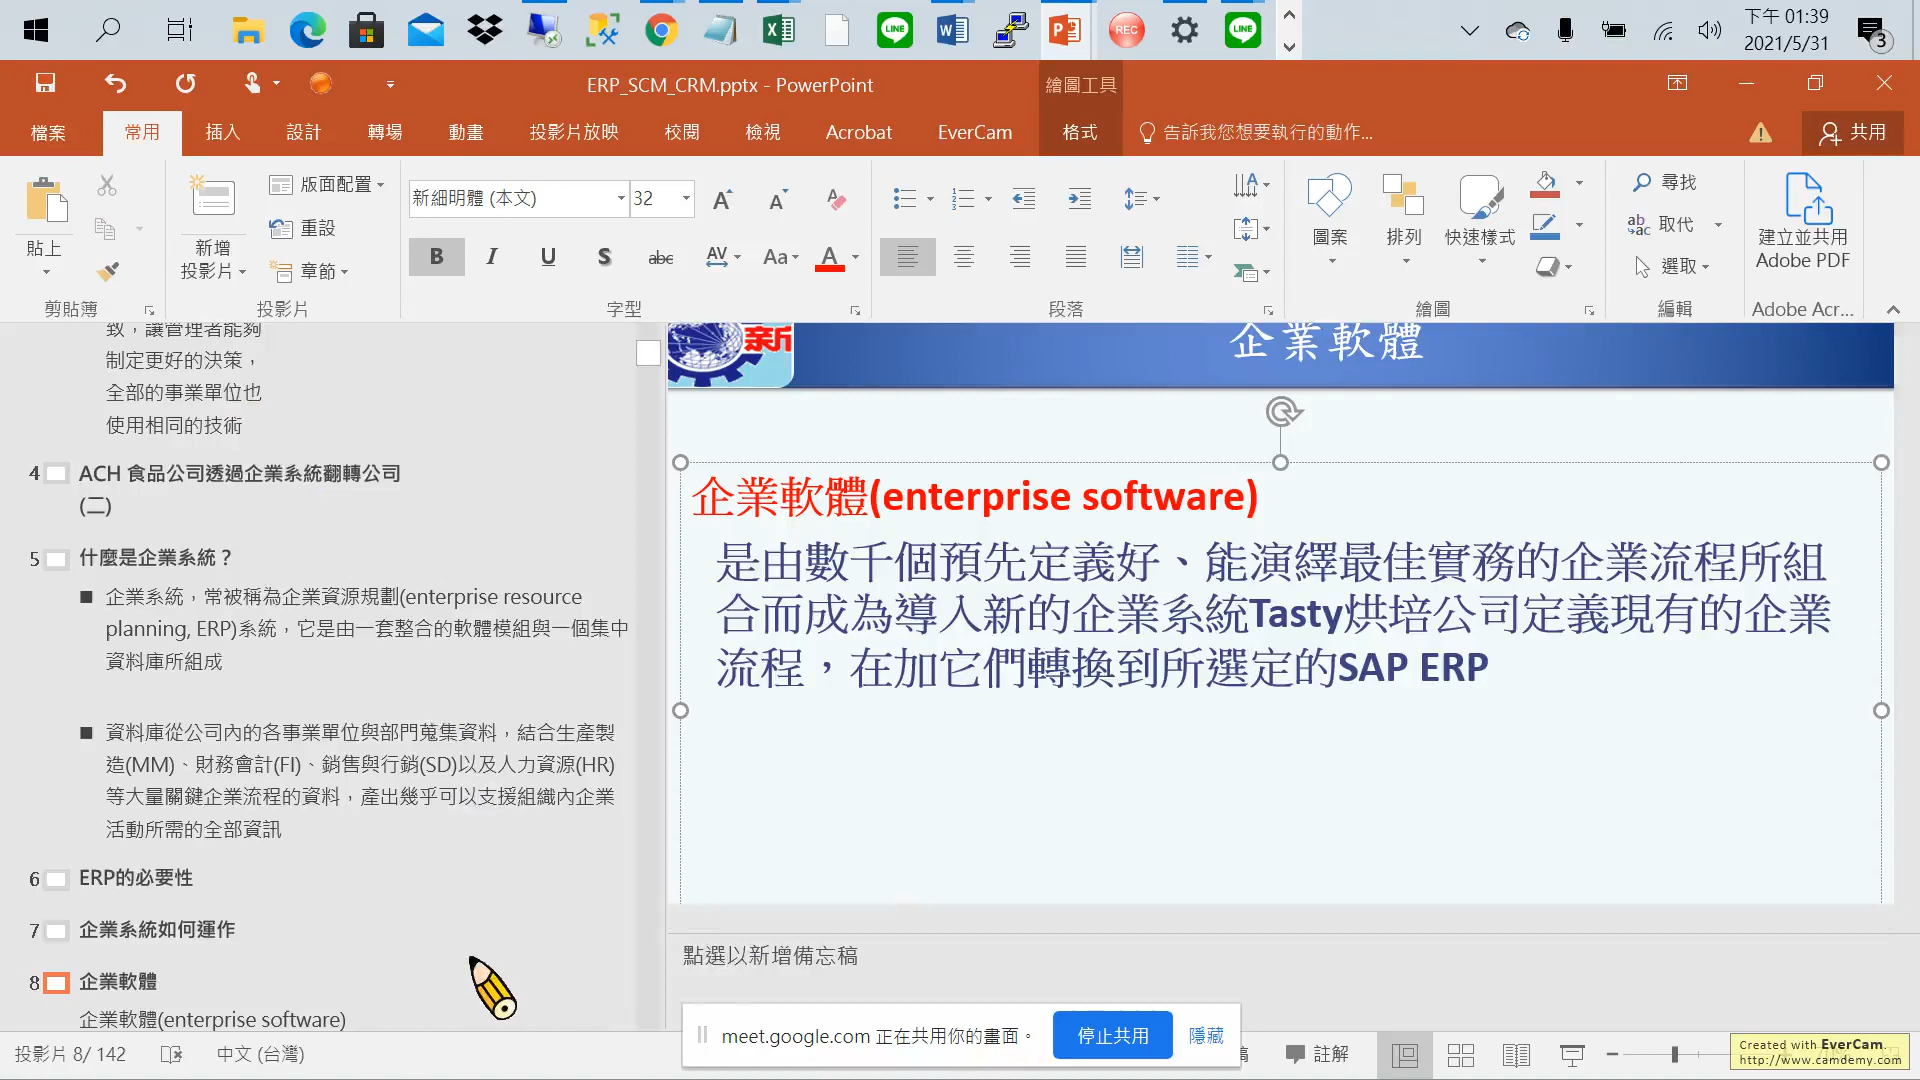 下午 01:39
2021/5/31
3
ERP_SCM_CRM.pptx - PowerPoint
繪圖工具
檔案
常用
插入
設計
轉場
動畫
投影片放映
校閱
檢視
Acrobat
EverCam
格式
告訴我您想要執行的動作...
共用
貼上
剪貼簿
新增
投影片
版面配置
重設
章節
投影片
新細明體 (本文)
32
字型
段落
圖案
排列
快速樣式
繪圖
尋找
取代
選取
編輯
建立並共用
Adobe PDF
Adobe Acr...
致,讓管理者能夠
制定更好的決策,
全部的事業單位也
使用相同的技術
4 ACH 食品公司透過企業系統翻轉公司
(二)
5 什麼是企業系統?
企業系統,常被稱為企業資源規劃(enterprise resource
planning, ERP)系統,它是由一套整合的軟體模組與一個集中
資料庫所組成
資料庫從公司內的各事業單位與部門蒐集資料,結合生產製
造(MM)、財務會計(FI)、銷售與行銷(SD)以及人力資源(HR)
等大量關鍵企業流程的資料,產出幾乎可以支援組織內企業
活動所需的全部資訊
6 ERP的必要性
7 企業系統如何運作
8 企業軟體
企業軟體(enterprise software)
新
企業軟體
企業軟體(enterprise software)
是由數千個預先定義好、能演繹最佳實務的企業流程所組
合而成為導入新的企業系統Tasty烘培公司定義現有的企業
流程,在加它們轉換到所選定的SAP ERP
點選以新增備忘稿
meet.google.com 正在共用你的畫面。
停止共用
隱藏
投影片 8/ 142
中文 (台灣)
註解
Created with EverCam.
http://www.camdemy.com